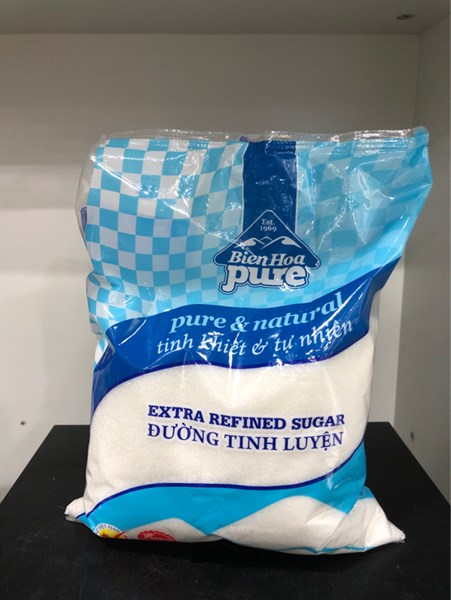 Est.
1969
Bien Hoa
pure
pure & natural
tinh khiết & tự nhiên
EXTRA REFINED SUGAR
ĐƯỜNG TINH LUYỆN